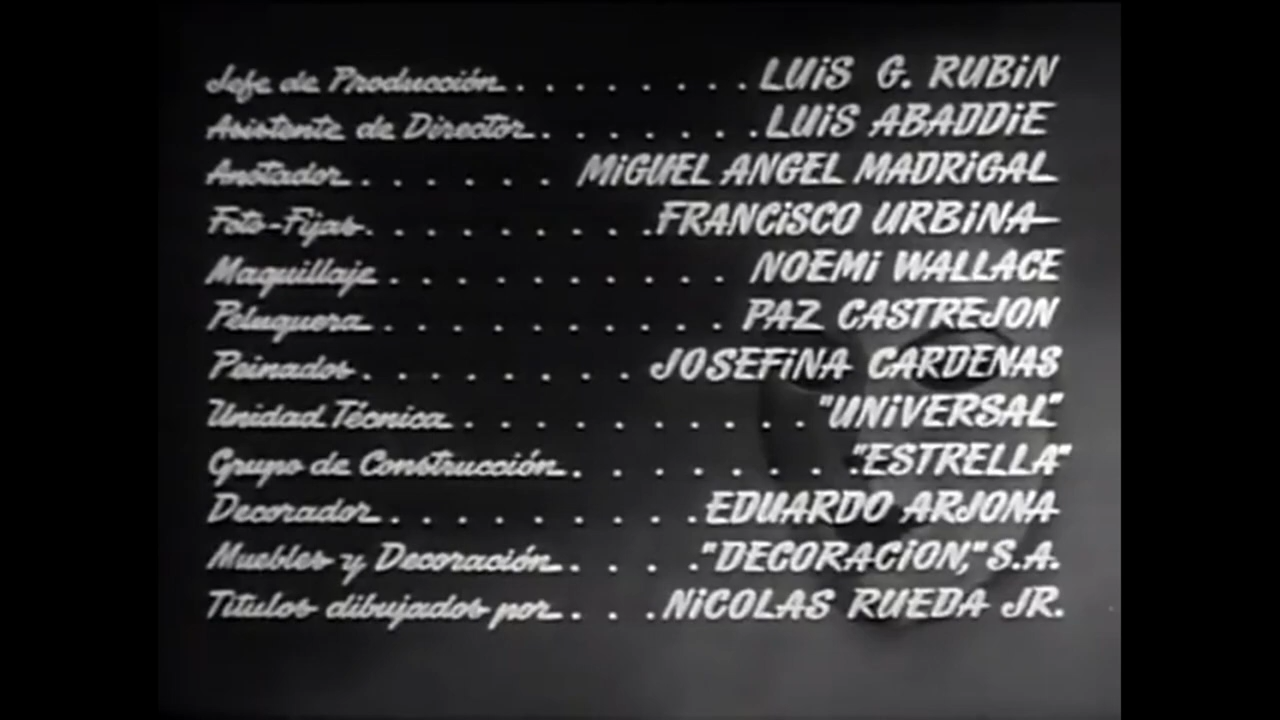 Jefe de Producción . . . . . . . LUiS G. RUBiN
Asistente de Director . . . . . . . LUiS ABADDiE
Anotador . . . . . . MiGUEL ANGEL MADRiGAL
Foto-Fijas . . . . . . . . . . FRANCiSCO URBiNA
Maquillaje . . . . . . . . . . NOEMi WALLACE
Peluquera . . . . . . . . . . . PAZ CASTREJON
Peinados . . . . . . . . JOSEFiNA CARDENAS
Unidad Técnica . . . . . . . . . . "UNiVERSAL"
Grupo de Construcción . . . . . . . . "ESTRELLA"
Decorador . . . . . . . . . EDUARDO ARJONA
Muebles y Decoración . . . . "DECORACiON," S.A.
Titulos dibujados por . . . NiCOLAS RUEDA JR.